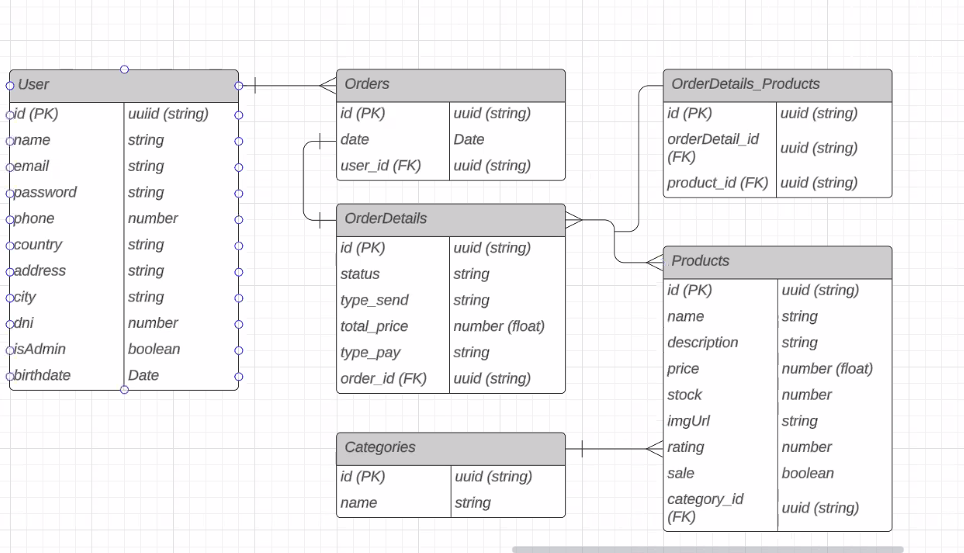 User
id (PK) uuiid (string)
name string
email string
password string
phone number
country string
address string
city string
dni number
isAdmin boolean
birthdate Date
Orders
id (PK) uuid (string)
date Date
user_id (FK) uuid (string)
OrderDetails
id (PK) uuid (string)
status string
type_send string
total_price number (float)
type_pay string
order_id (FK) uuid (string)
Categories
id (PK) uuid (string)
name string
OrderDetails_Products
id (PK) uuid (string)
orderDetail_id
(FK) uuid (string)
product_id (FK) uuid (string)
Products
id (PK) uuid (string)
name string
description string
price number (float)
stock number
imgUrl string
rating number
sale boolean
category_id
(FK) uuid (string)